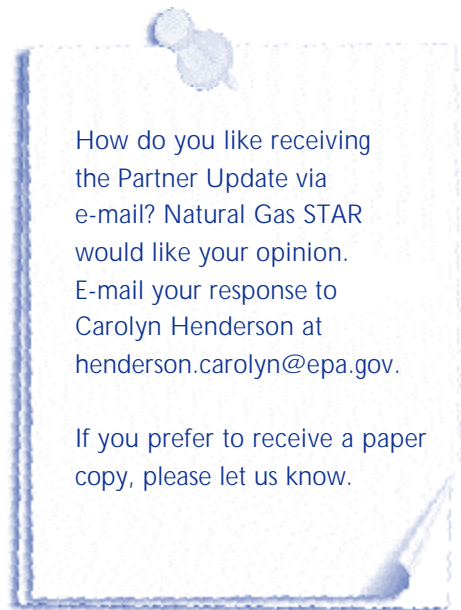 How do you like receiving
the Partner Update via
e-mail? Natural Gas STAR
would like your opinion.
E-mail your response to
Carolyn Henderson at
henderson.carolyn@epa.gov.
If you prefer to receive a paper
copy, please let us know.